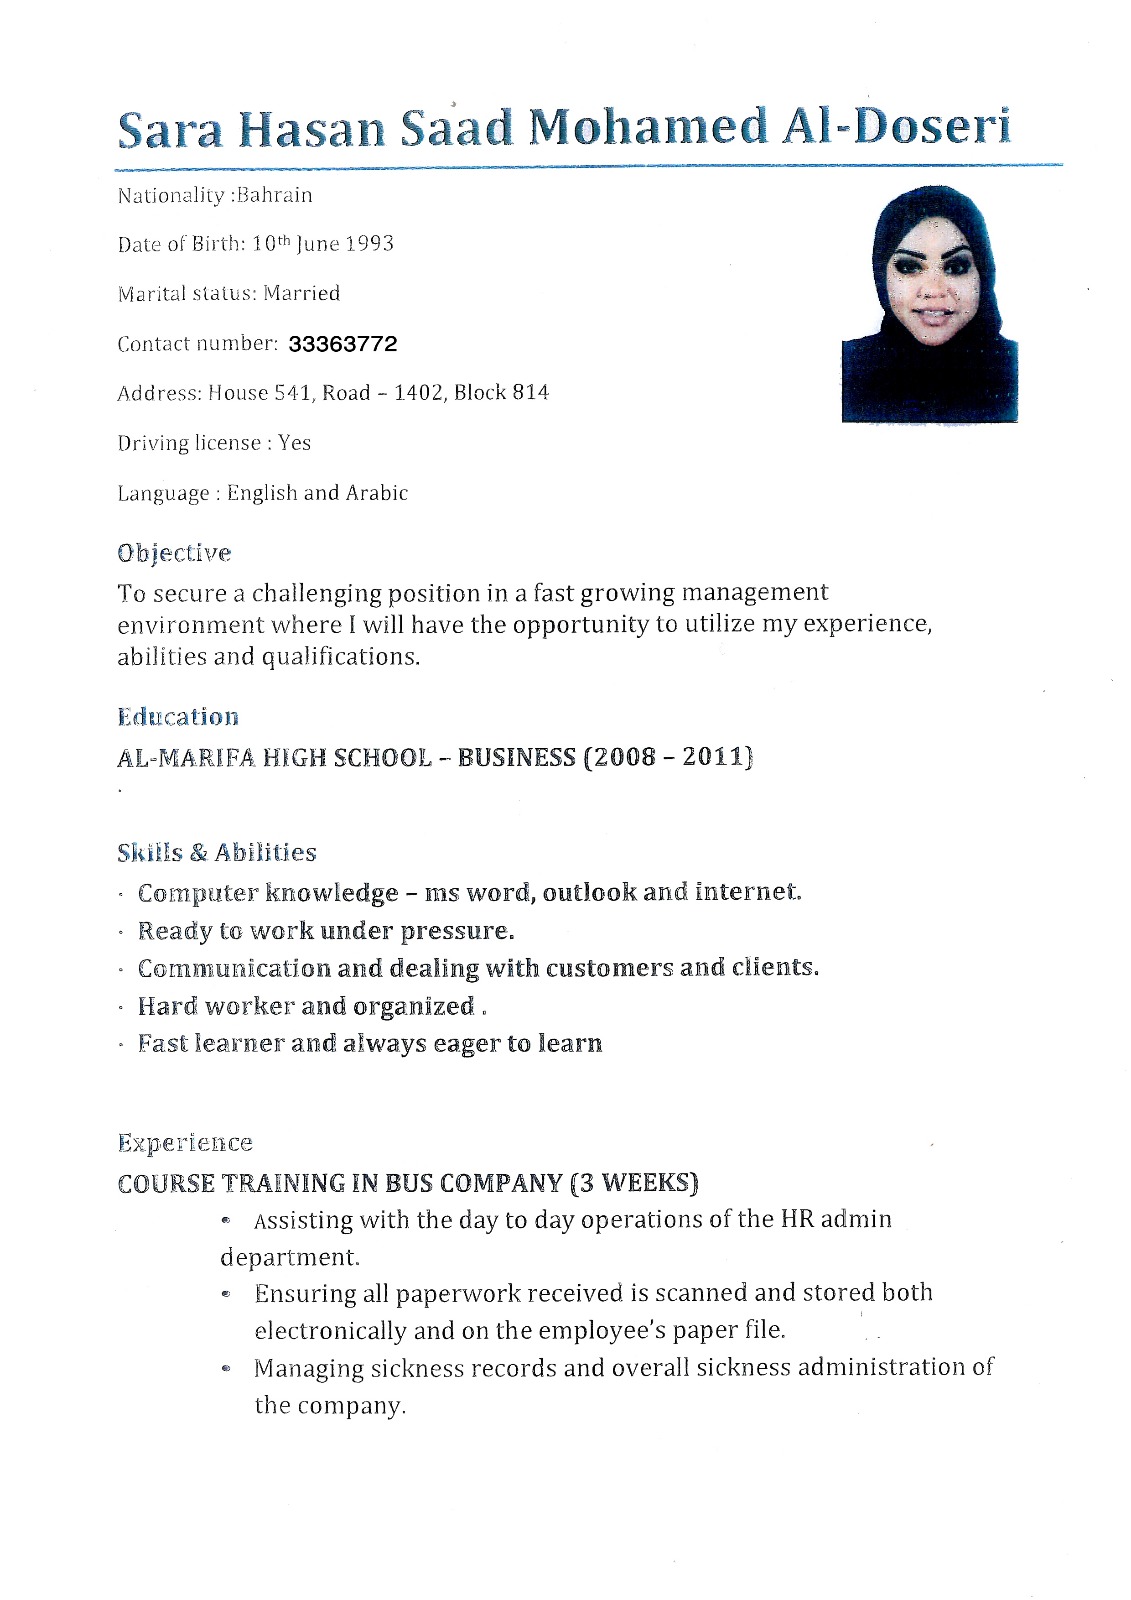 Sara Hasan Saad Mohamed Al-Doseri
Nationality :Bahrain
Date of Birth: 10th June 1993
Marital status: Married
Contact number: 33363772
Address: House 541, Road – 1402, Block 814
Driving license : Yes
Language : English and Arabic
Objective
To secure a challenging position in a fast growing management
environment where I will have the opportunity to utilize my experience,
abilities and qualifications.
Education
AL-MARIFA HIGH SCHOOL – BUSINESS (2008 – 2011)
.
Skills & Abilities
· Computer knowledge – ms word, outlook and internet.
· Ready to work under pressure.
· Communication and dealing with customers and clients.
· Hard worker and organized .
· Fast learner and always eager to learn
Experience
COURSE TRAINING IN BUS COMPANY (3 WEEKS)
• Assisting with the day to day operations of the HR admin
department.
• Ensuring all paperwork received is scanned and stored both
electronically and on the employee's paper file.
• Managing sickness records and overall sickness administration of
the company.